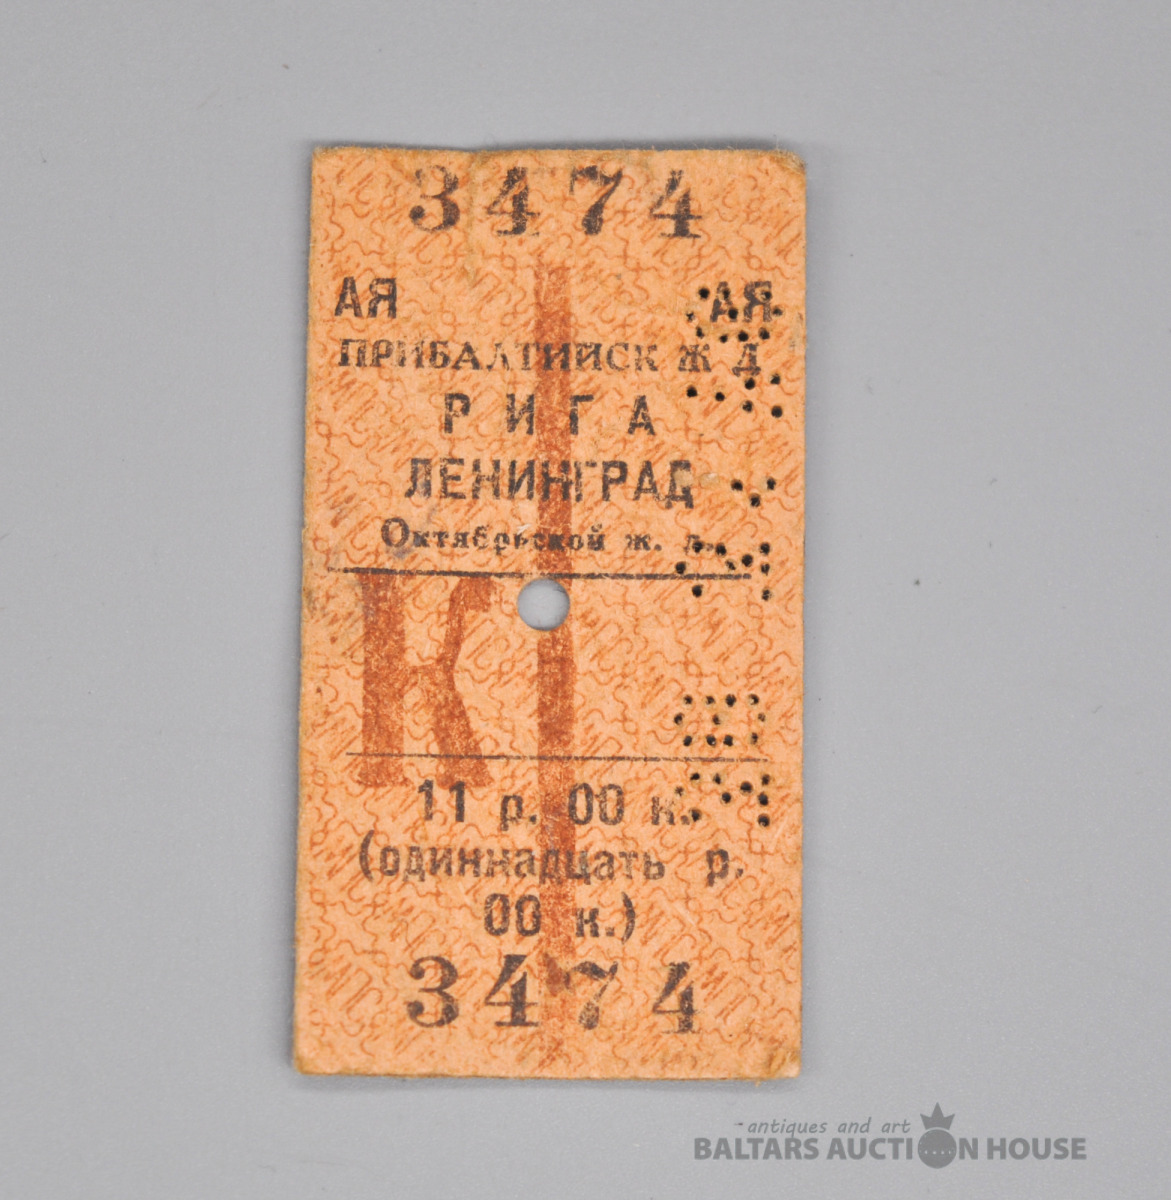 3474
АЯ АЯ
ПРИБАЛТИЙСК Ж Д
РИГА
ЛЕНИНГРАД
Октябрьской ж. д.
К
11 р. 00 к.
(одиннадцать р.
00 к.)
3474
antiques and art
BALTARS AUCTION HOUSE